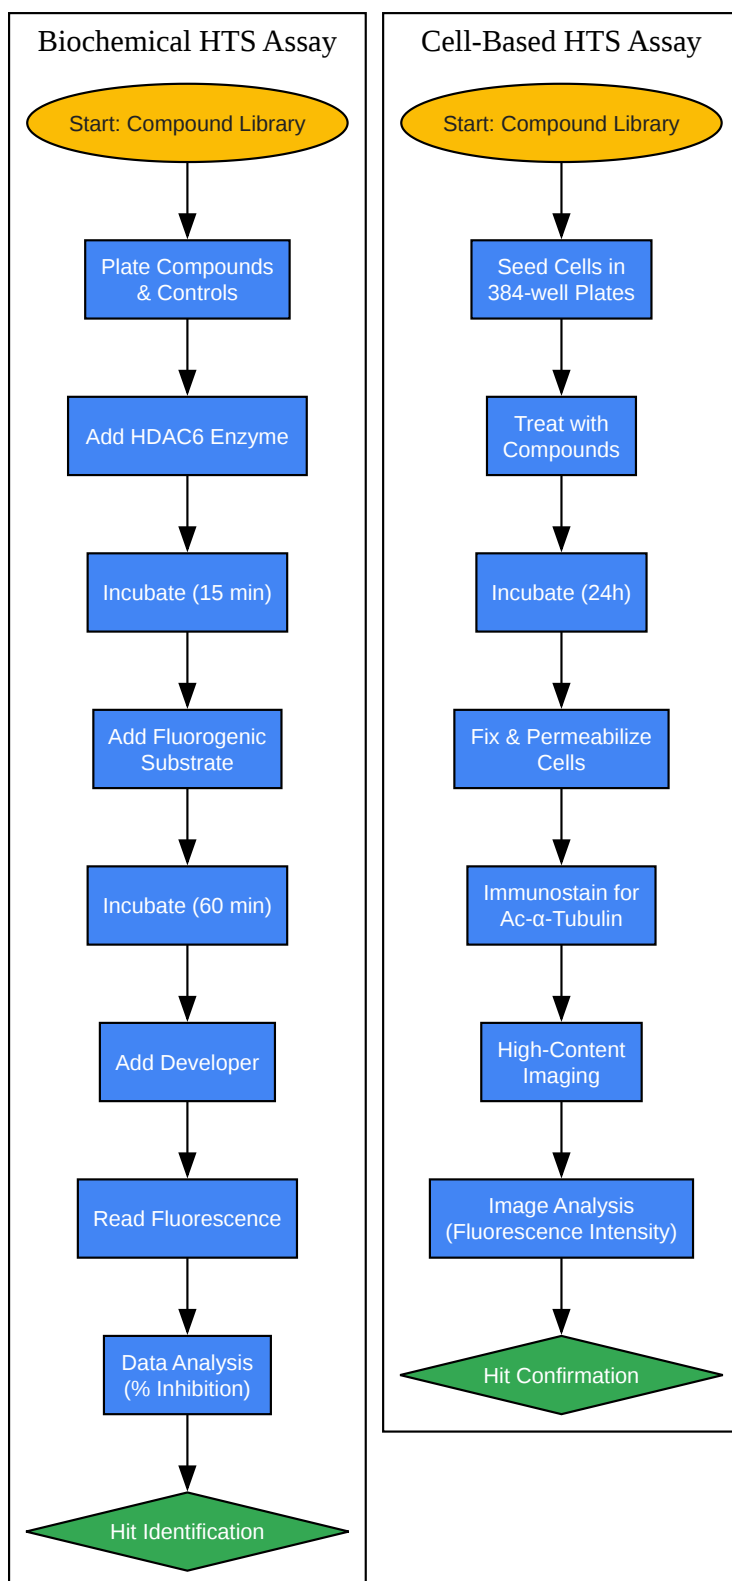 Biochemical HTS Assay
Start: Compound Library
Plate Compounds
& Controls
Add HDAC6 Enzyme
Incubate (15 min)
Add Fluorogenic
Substrate
Incubate (60 min)
Add Developer
Read Fluorescence
Data Analysis
(% Inhibition)
Hit Identification
Cell-Based HTS Assay
Start: Compound Library
Seed Cells in
384-well Plates
Treat with
Compounds
Incubate (24h)
Fix & Permeabilize
Cells
Immunostain for
Ac-α-Tubulin
High-Content
Imaging
Image Analysis
(Fluorescence Intensity)
Hit Confirmation